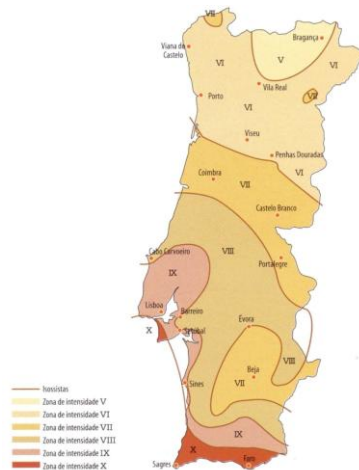 VII
Bragança
Viana do
Castelo
VI
V
VI
Vila Real
Porto
VII
VI
Viseu
Penhas Douradas
VI
Coimbra
VII
Castelo Branco
Cabo Carvoeiro
VIII
Portalegre
IX
Lisboa
Barreiro
X
Setúbal
Évora
VIII
Beja
VII
Sines
IX
X
Sagres
Faro
Isossistas
Zona de intensidade V
Zona de intensidade VI
Zona de intensidade VII
Zona de intensidade VIII
Zona de intensidade IX
Zona de intensidade X